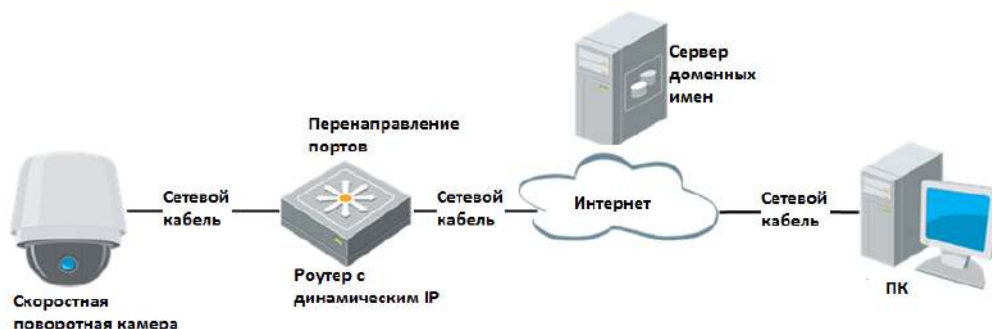 Сервер
доменных
имен
Перенаправление
портов
Сетевой
кабель
Сетевой
кабель
Интернет
Сетевой
кабель
Роутер с
динамическим IP
ПК
Скоростная
поворотная камера